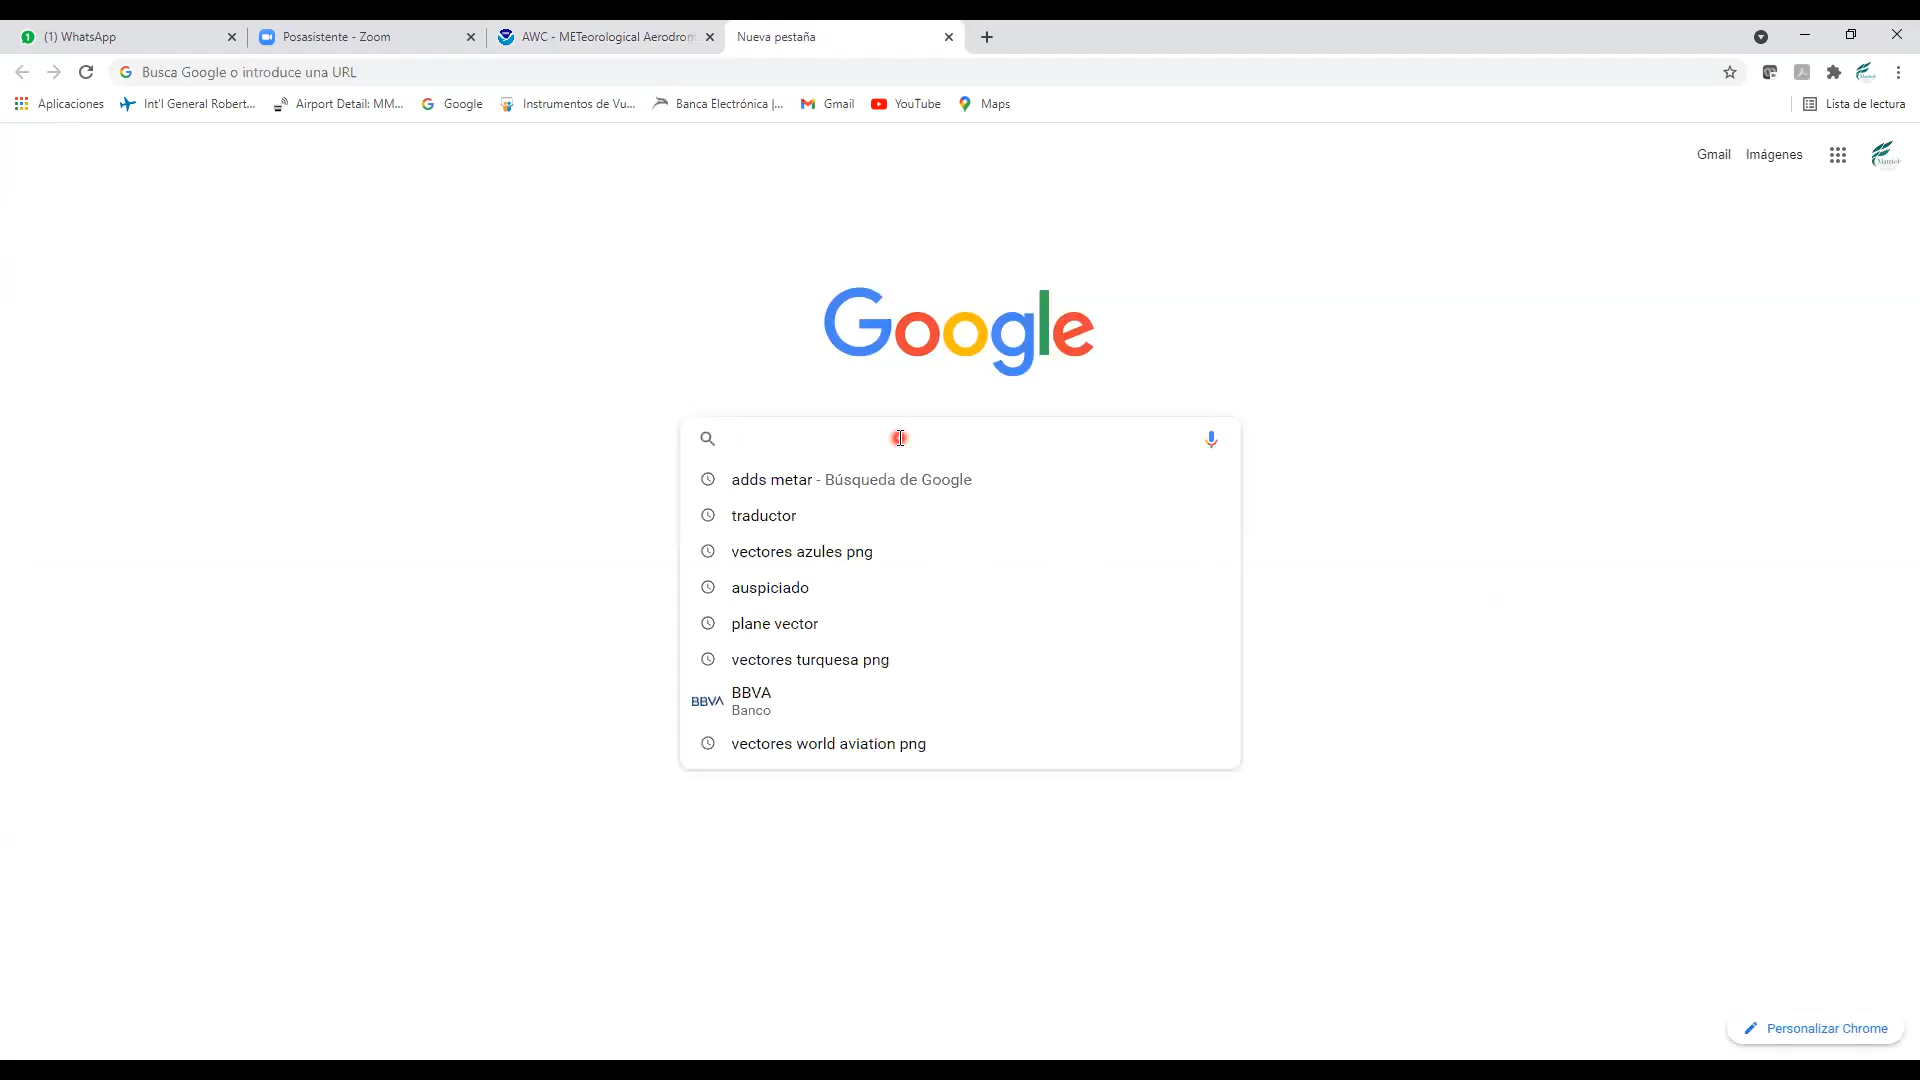 1 (1) WhatsApp
Posasistente - Zoom
AWC - METeorological Aerodrom
Nueva pestaña
Busca Google o introduce una URL
Aplicaciones
Int'l General Robert...
Airport Detail: MM...
Google
Instrumentos de Vu...
Banca Electrónica |...
Gmail
YouTube
Maps
Lista de lectura
Gmail
Imágenes
Google
adds metar - Búsqueda de Google
traductor
vectores azules png
auspiciado
plane vector
vectores turquesa png
BBVA
BBVA
Banco
vectores world aviation png
Personalizar Chrome